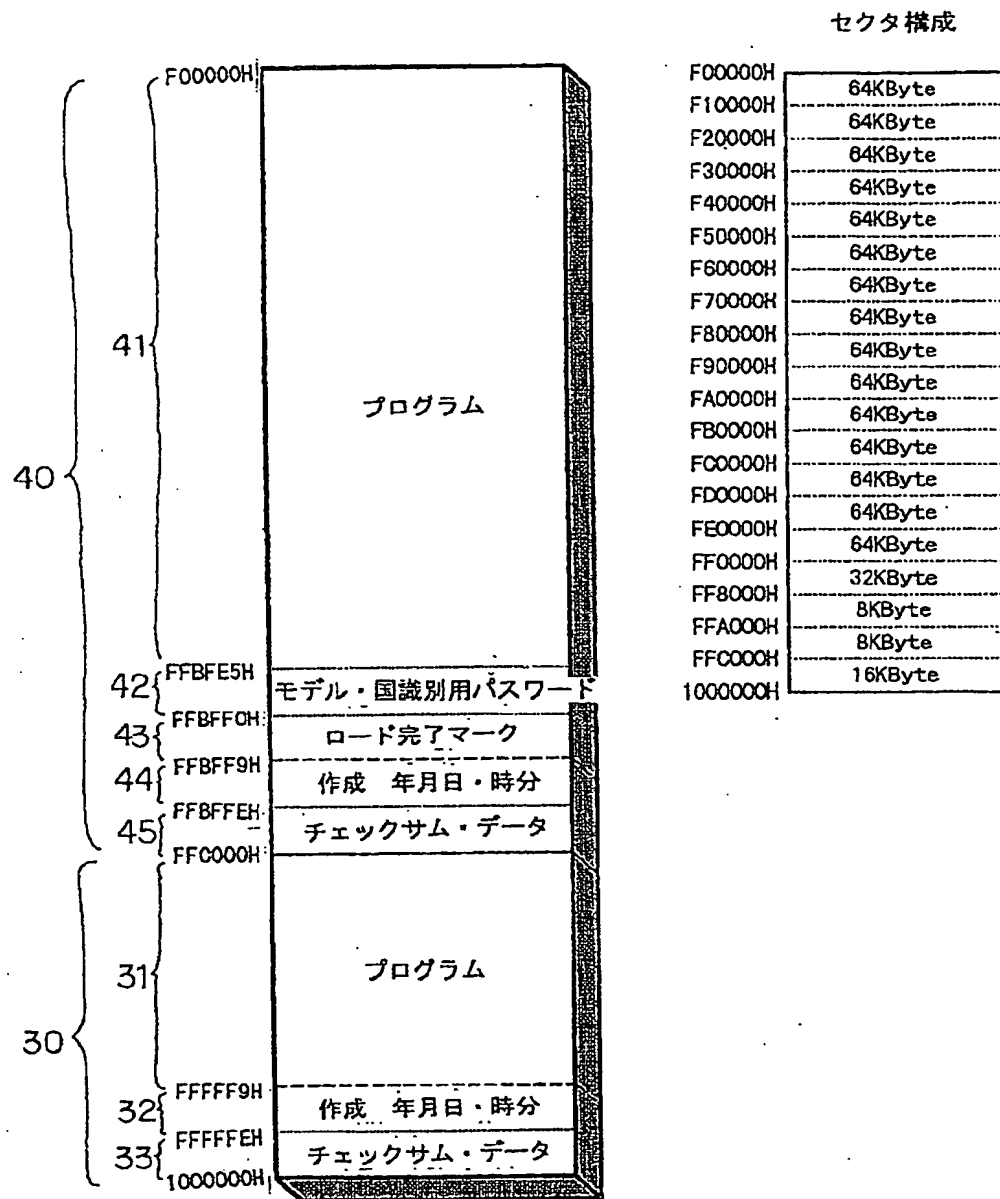 セクタ構成
F00000H
40
41
プログラム
42
FFBFE5H
モデル・国識別用パスワード
43
FFBFF0H
ロード完了マーク
44
FFBFF9H
作成 年月日・時分
45
FFBFFEH
チェックサム・データ
FFC000H
30
31
プログラム
32
FFFFF9H
作成 年月日・時分
33
FFFFFEH
チェックサム・データ
1000000H
F00000H
64KByte
F10000H
64KByte
F20000H
64KByte
F30000H
64KByte
F40000H
64KByte
F50000H
64KByte
F60000H
64KByte
F70000H
64KByte
F80000H
64KByte
F90000H
64KByte
FA0000H
64KByte
FB0000H
64KByte
FC0000H
64KByte
FD0000H
64KByte
FE0000H
64KByte
FF0000H
32KByte
FF8000H
8KByte
FFA000H
8KByte
FFC000H
16KByte
1000000H